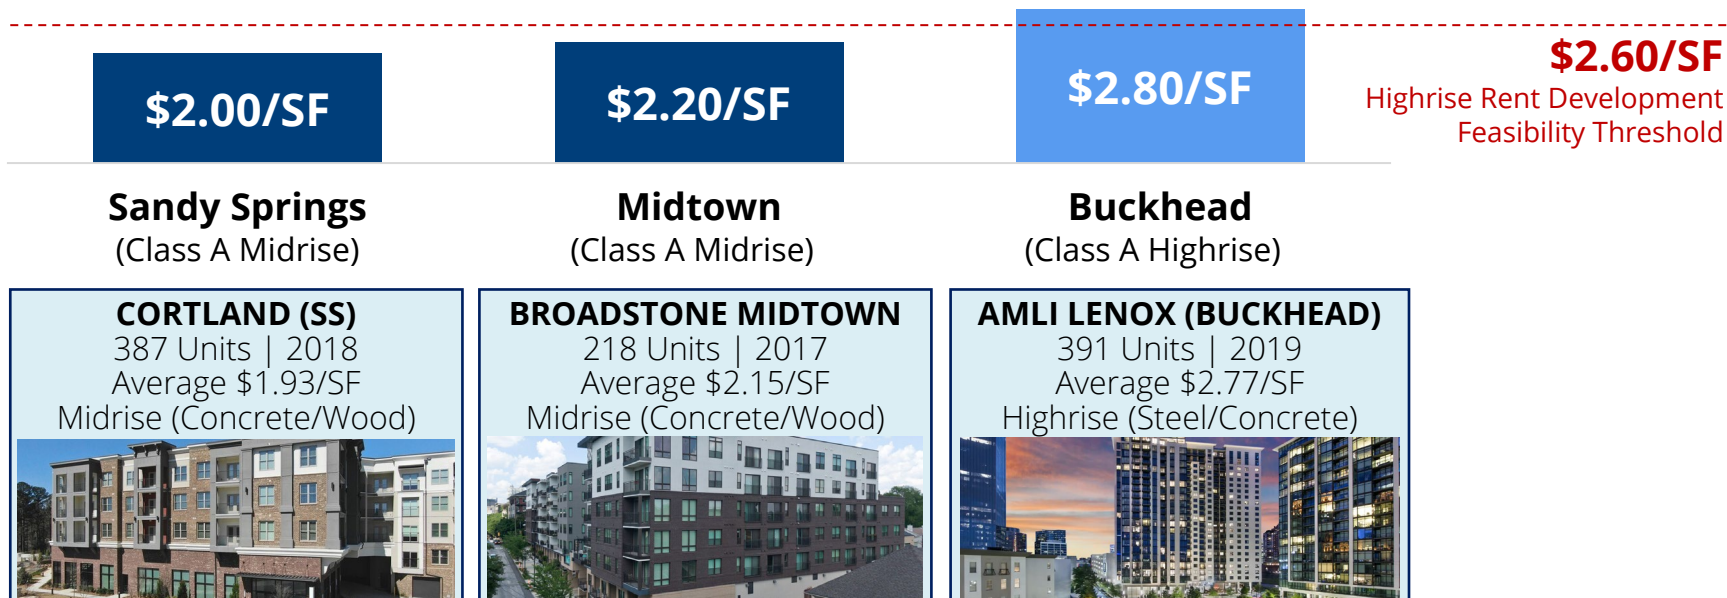 $2.00/SF
$2.20/SF
$2.80/SF
$2.60/SF
Highrise Rent Development
Feasibility Threshold
Sandy Springs
(Class A Midrise)
Midtown
(Class A Midrise)
Buckhead
(Class A Highrise)
CORTLAND (SS)
387 Units | 2018
Average $1.93/SF
Midrise (Concrete/Wood)
BROADSTONE MIDTOWN
218 Units | 2017
Average $2.15/SF
Midrise (Concrete/Wood)
AMLI LENOX (BUCKHEAD)
391 Units | 2019
Average $2.77/SF
Highrise (Steel/Concrete)